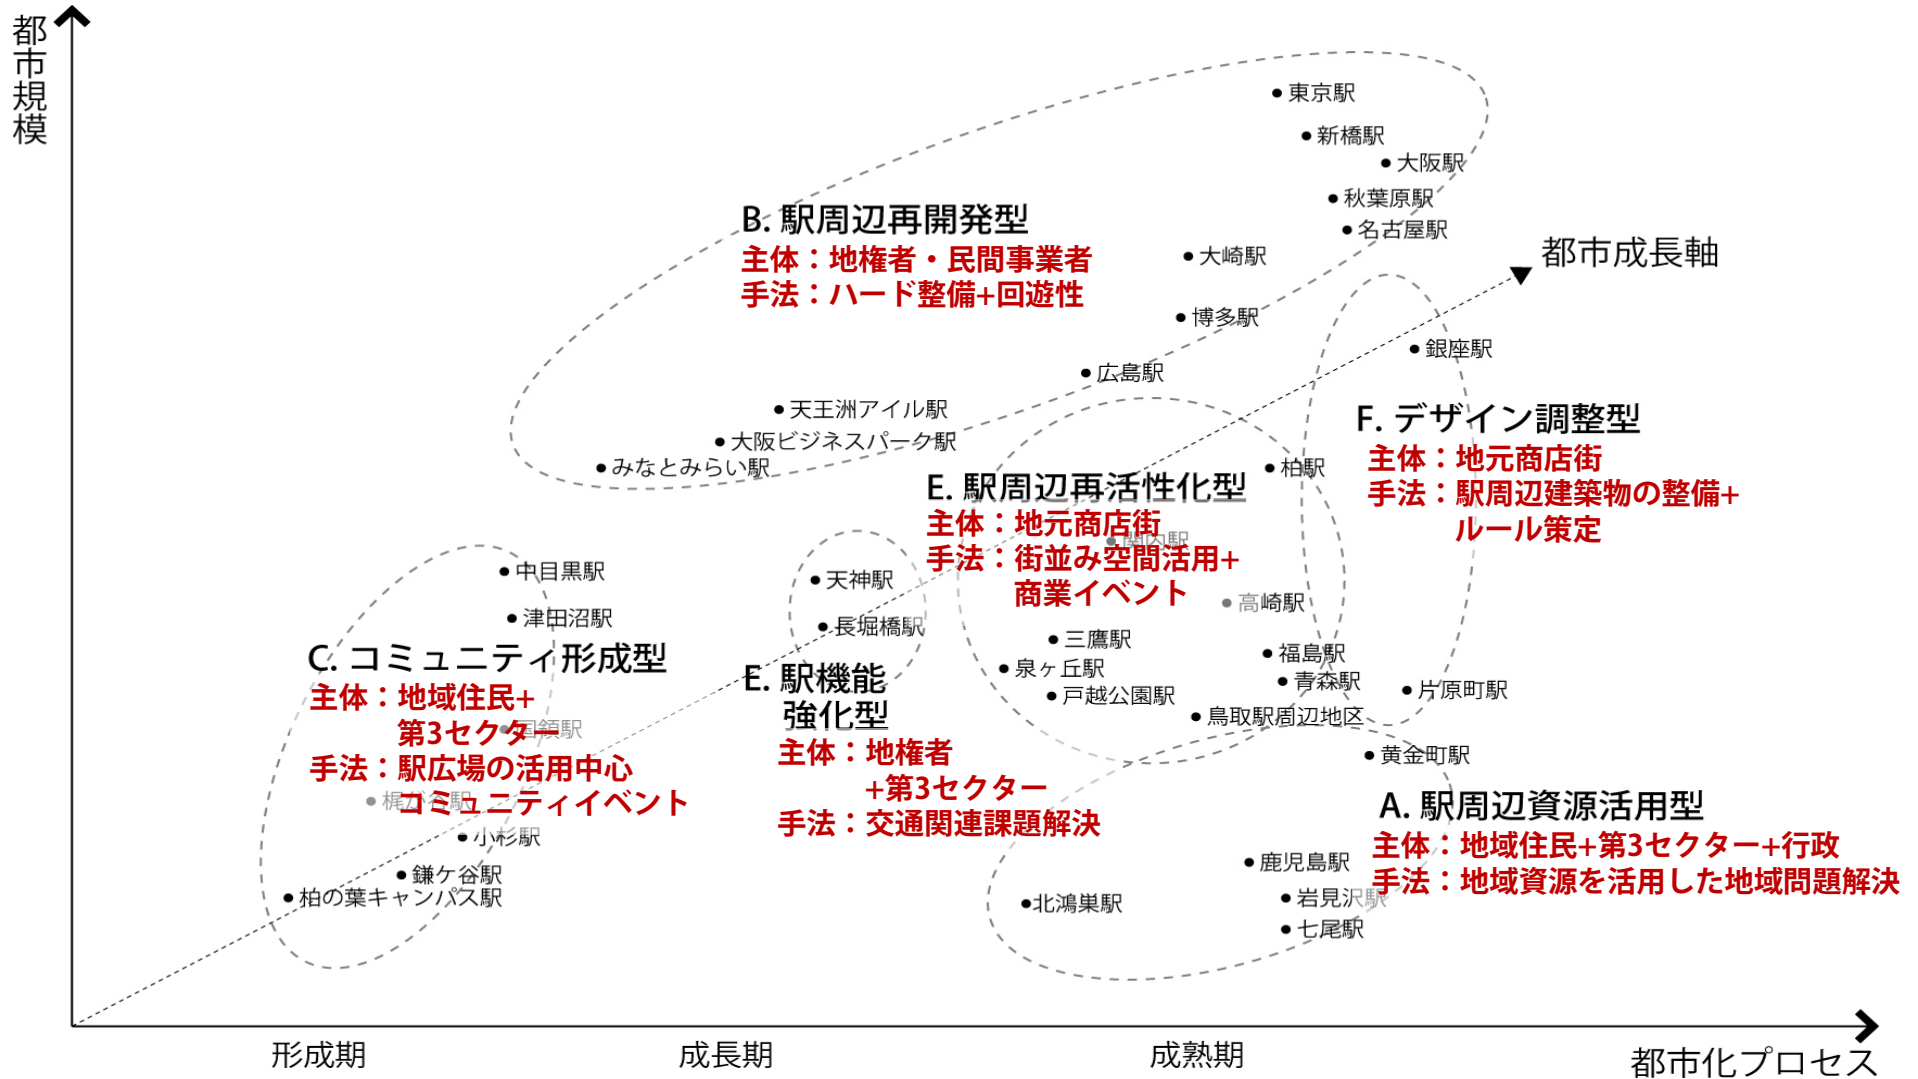 都市規模
東京駅
新橋駅
大阪駅
秋葉原駅
名古屋駅
大崎駅
博多駅
広島駅
B. 駅周辺再開発型
主体：地権者・民間事業者
手法：ハード整備+回遊性
天王洲アイル駅
大阪ビジネスパーク駅
みなとみらい駅
都市成長軸
銀座駅
F. デザイン調整型
主体：地元商店街
手法：駅周辺建築物の整備+
ルール策定
片原町駅
柏駅
E. 駅周辺再活性化型
主体：地元商店街
関内駅
手法：街並み空間活用+
商業イベント
高崎駅
三鷹駅
泉ヶ丘駅
戸越公園駅
福島駅
青森駅
鳥取駅周辺地区
天神駅
長堀橋駅
E. 駅機能
強化型
主体：地権者
+第3セクター
手法：交通関連課題解決
中目黒駅
津田沼駅
C. コミュニティ形成型
主体：地域住民+
第3セクター
国領駅
手法：駅広場の活用中心
コミュニティイベント
梶が谷駅
小杉駅
鎌ケ谷駅
柏の葉キャンパス駅
黄金町駅
A. 駅周辺資源活用型
主体：地域住民+第3セクター+行政
手法：地域資源を活用した地域問題解決
鹿児島駅
北鴻巣駅
岩見沢駅
七尾駅
形成期
成長期
成熟期
都市化プロセス